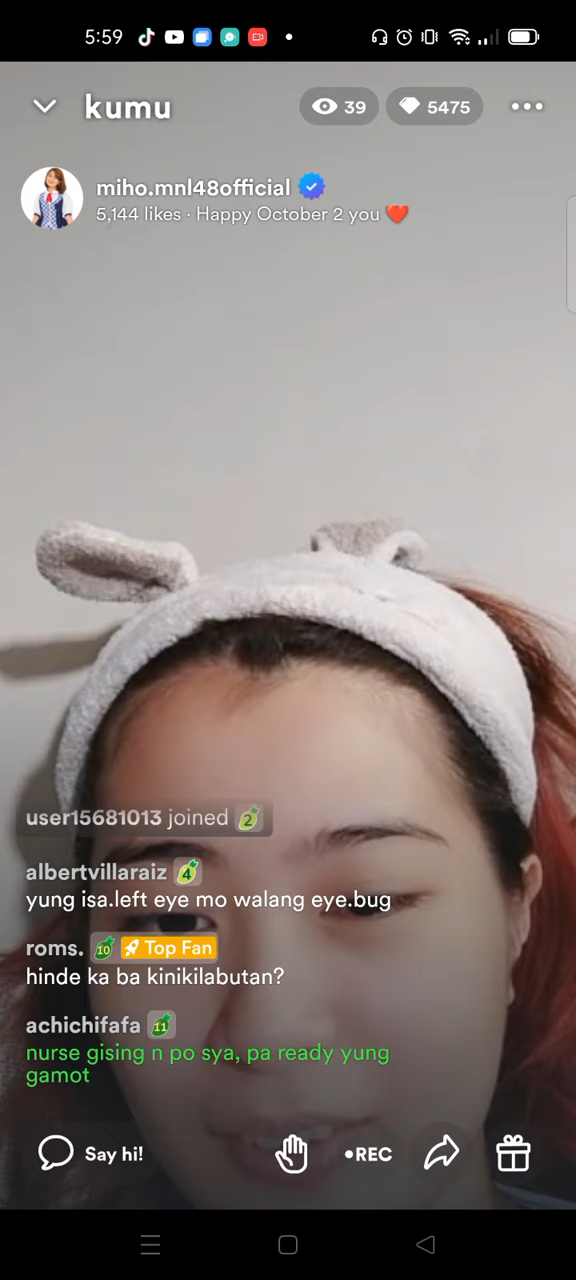 5:59
kumu
39
5475
miho.mnl48official
5,144 likes · Happy October 2 you ❤️
user15681013 joined 2
albertvillaraiz 4
yung isa.left eye mo walang eye.bug
roms. 10 Top Fan
hinde ka ba kinikilabutan?
achichifafa 11
nurse gising n po sya, pa ready yung
gamot
Say hi!
•REC